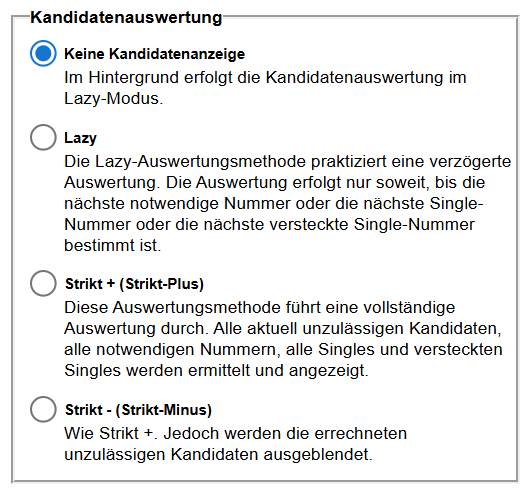 Kandidatenauswertung
Keine Kandidatenanzeige
Im Hintergrund erfolgt die Kandidatenauswertung im
Lazy-Modus.
Lazy
Die Lazy-Auswertungsmethode praktiziert eine verzögerte
Auswertung. Die Auswertung erfolgt nur soweit, bis die
nächste notwendige Nummer oder die nächste Single-
Nummer oder die nächste versteckte Single-Nummer
bestimmt ist.
Strikt + (Strikt-Plus)
Diese Auswertungsmethode führt eine vollständige
Auswertung durch. Alle aktuell unzulässigen Kandidaten,
alle notwendigen Nummern, alle Singles und versteckten
Singles werden ermittelt und angezeigt.
Strikt - (Strikt-Minus)
Wie Strikt +. Jedoch werden die errechneten
unzulässigen Kandidaten ausgeblendet.